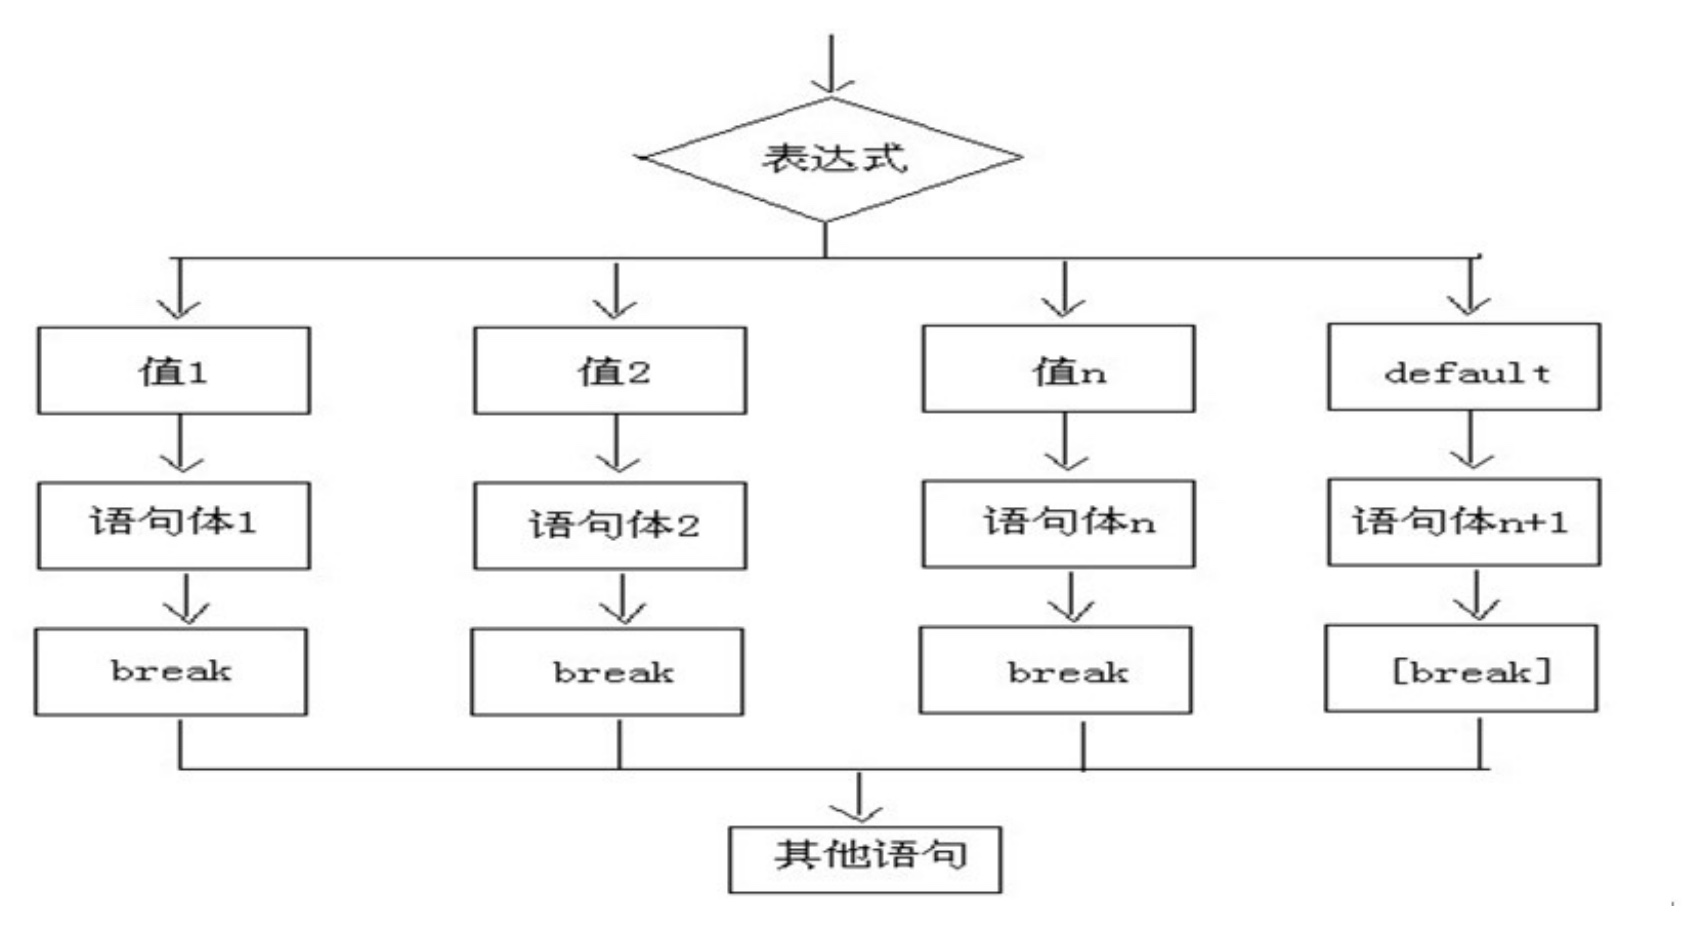 表达式
值1
值2
值n
default
语句体1
语句体2
语句体n
语句体n+1
break
break
break
[break]
其他语句